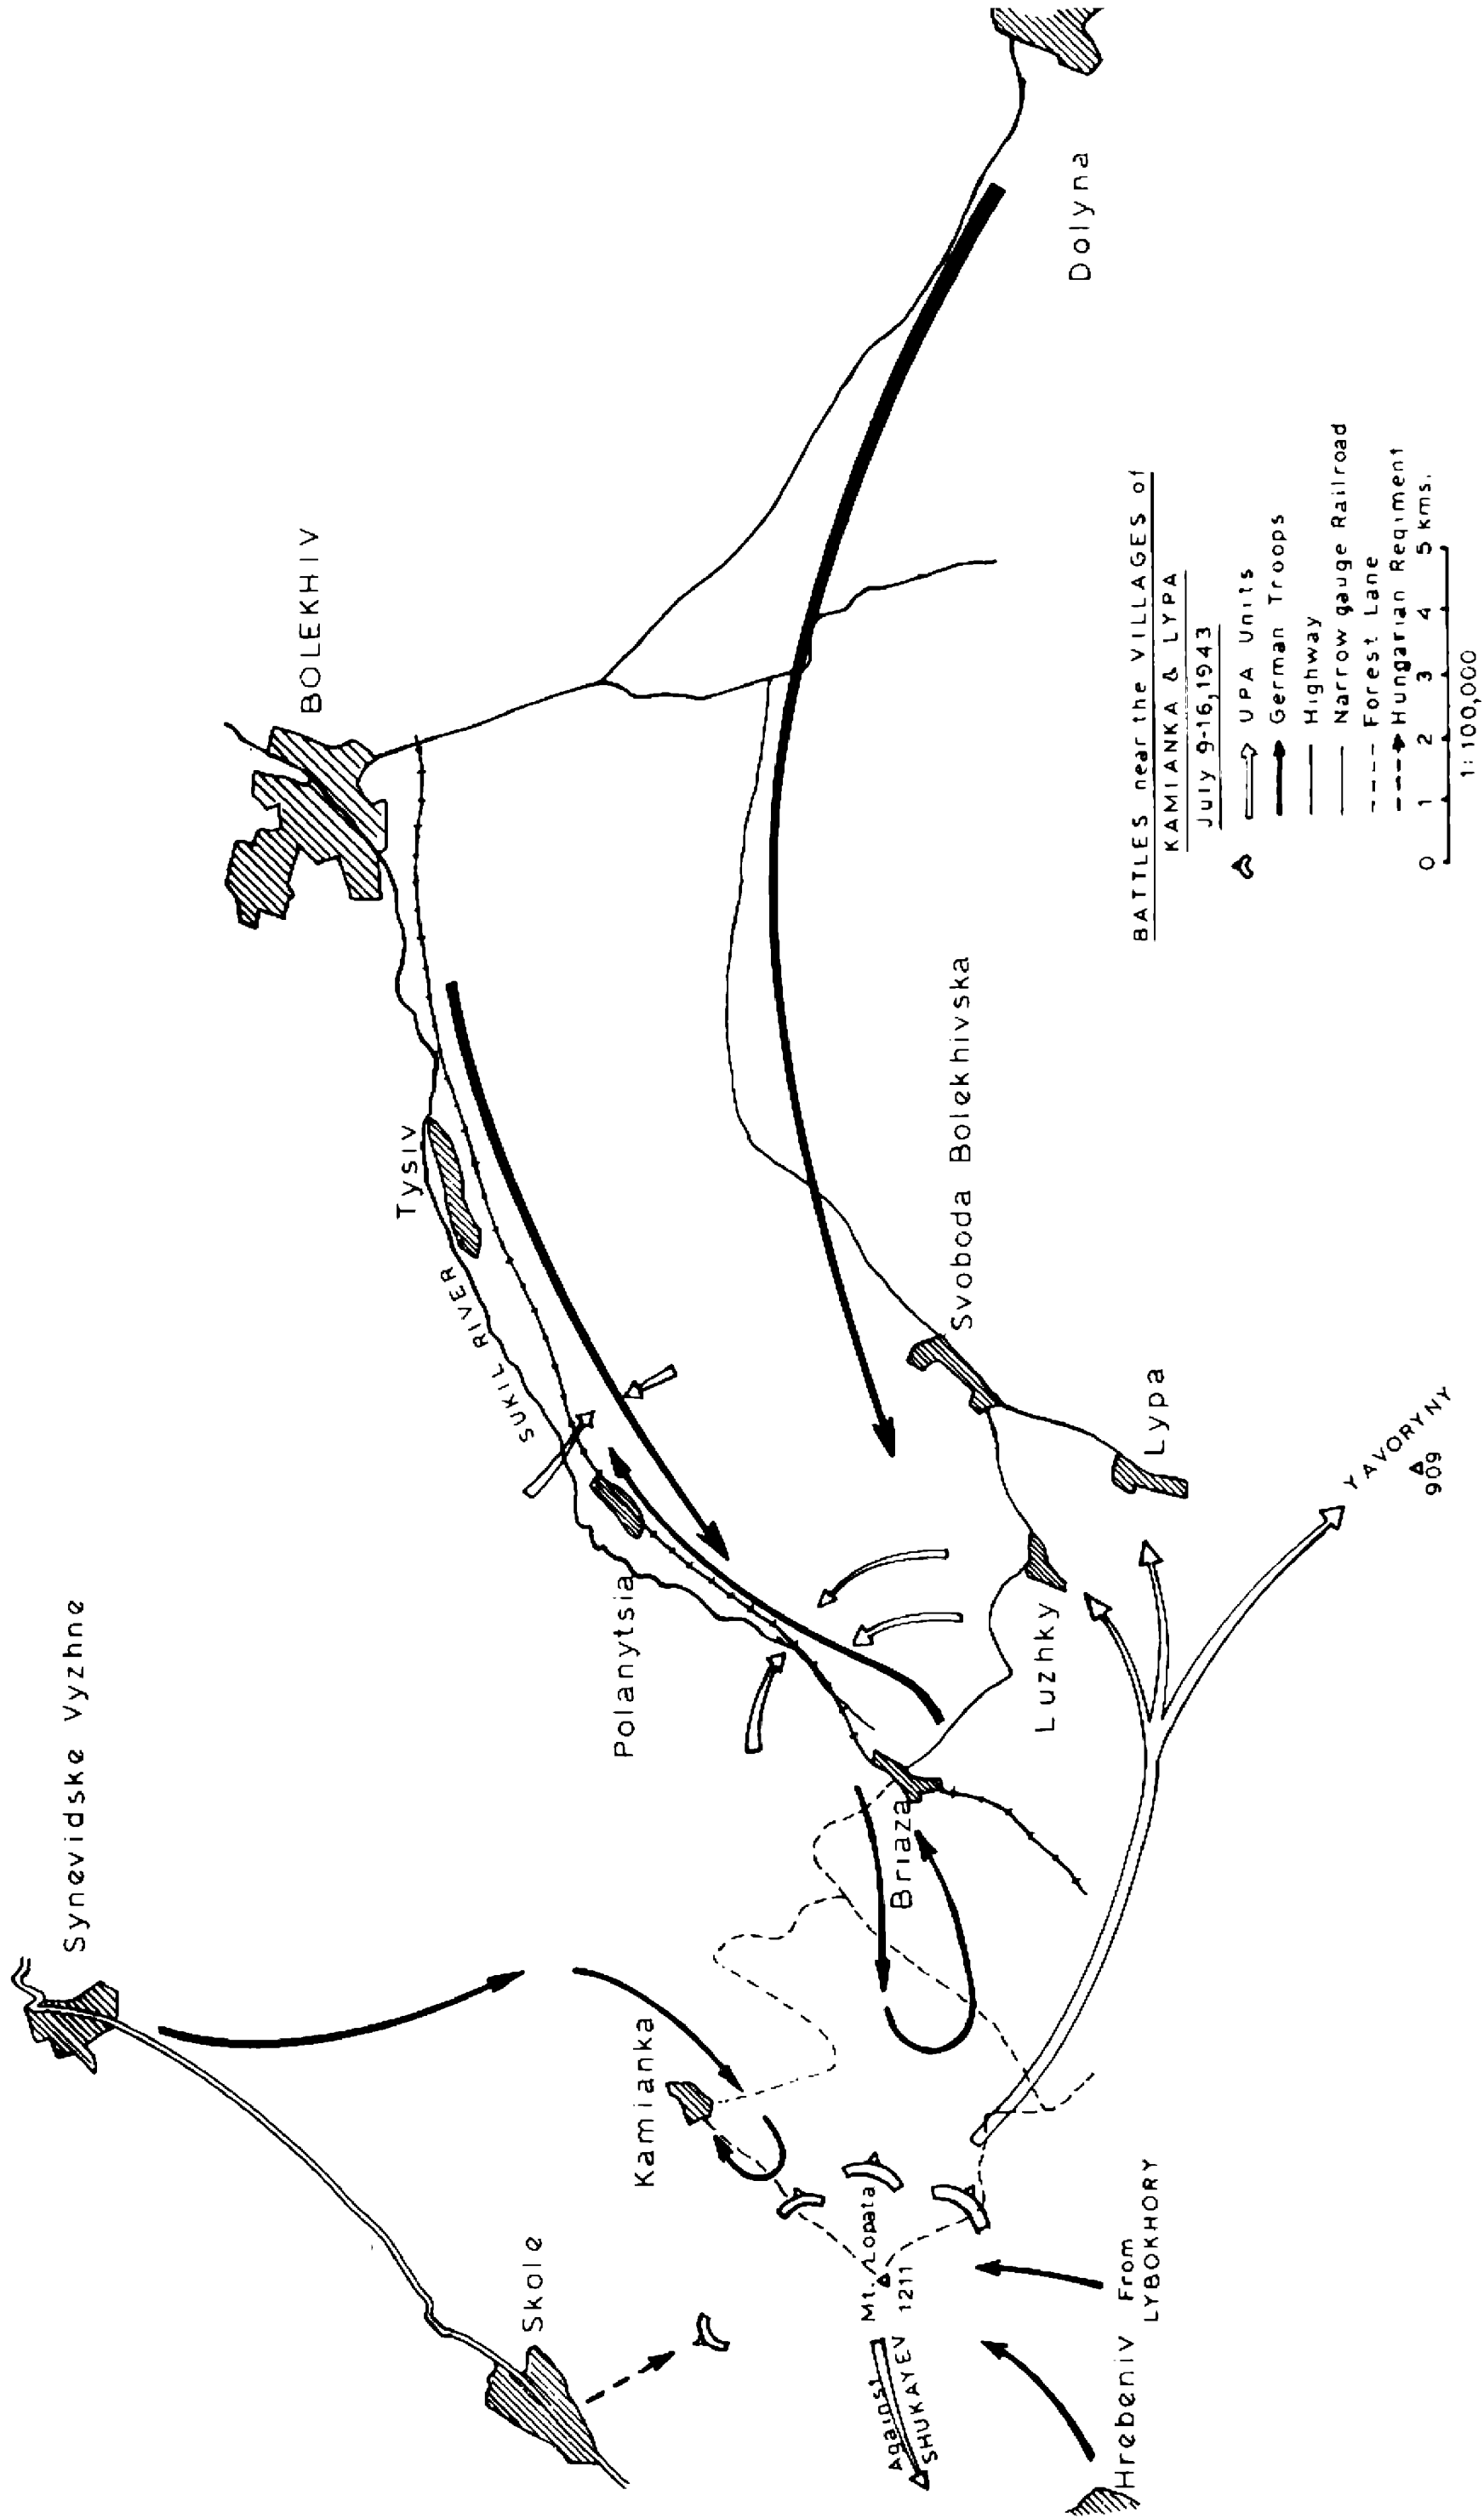 Synevidske Vyzhne
BOLEKHIV
Skole
Kamianka
Polanytsia
SUKIL RIVER
Tysiv
Against
SHUKAYEV
Mt. Lopata
1211
Briaza
Svoboda Bolekhivska
Luzhky
Lypa
Dolyna
Hrebeniv
From
LYBOKHORY
YAVORYNY
909
BATTLES near the VILLAGES of
KAMIANKA & LYPA
July 9-16, 1943
UPA Units
German Troops
Highway
Narrow gauge Railroad
Forest Lane
Hungarian Regiment
0 1 2 3 4 5 kms.
1:100,000